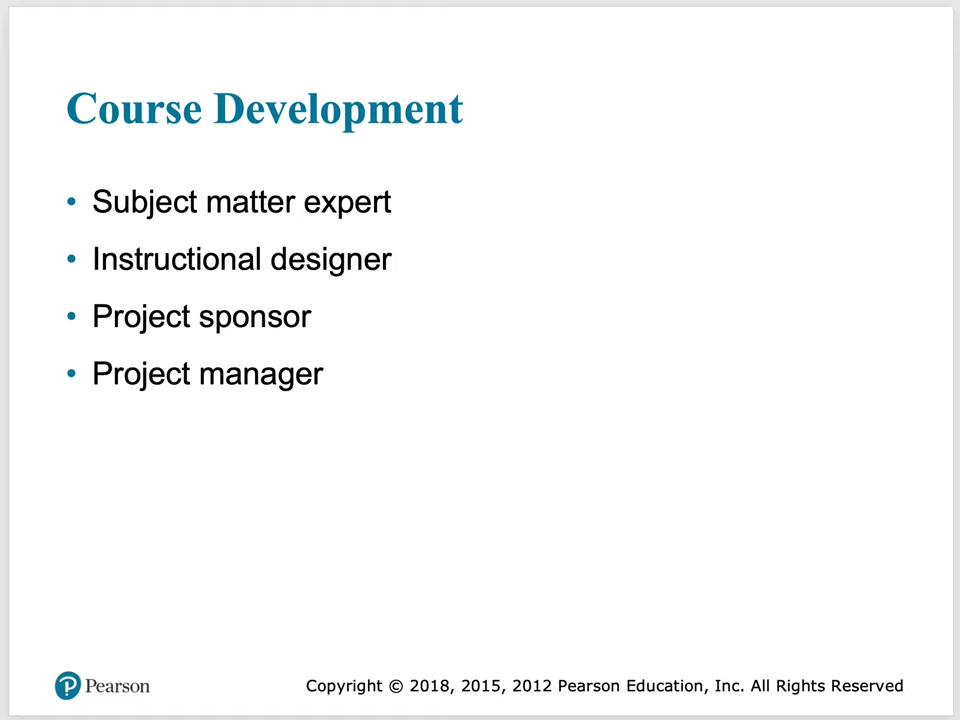 Course Development
• Subject matter expert
• Instructional designer
• Project sponsor
• Project manager
Pearson
Copyright © 2018, 2015, 2012 Pearson Education, Inc. All Rights Reserved